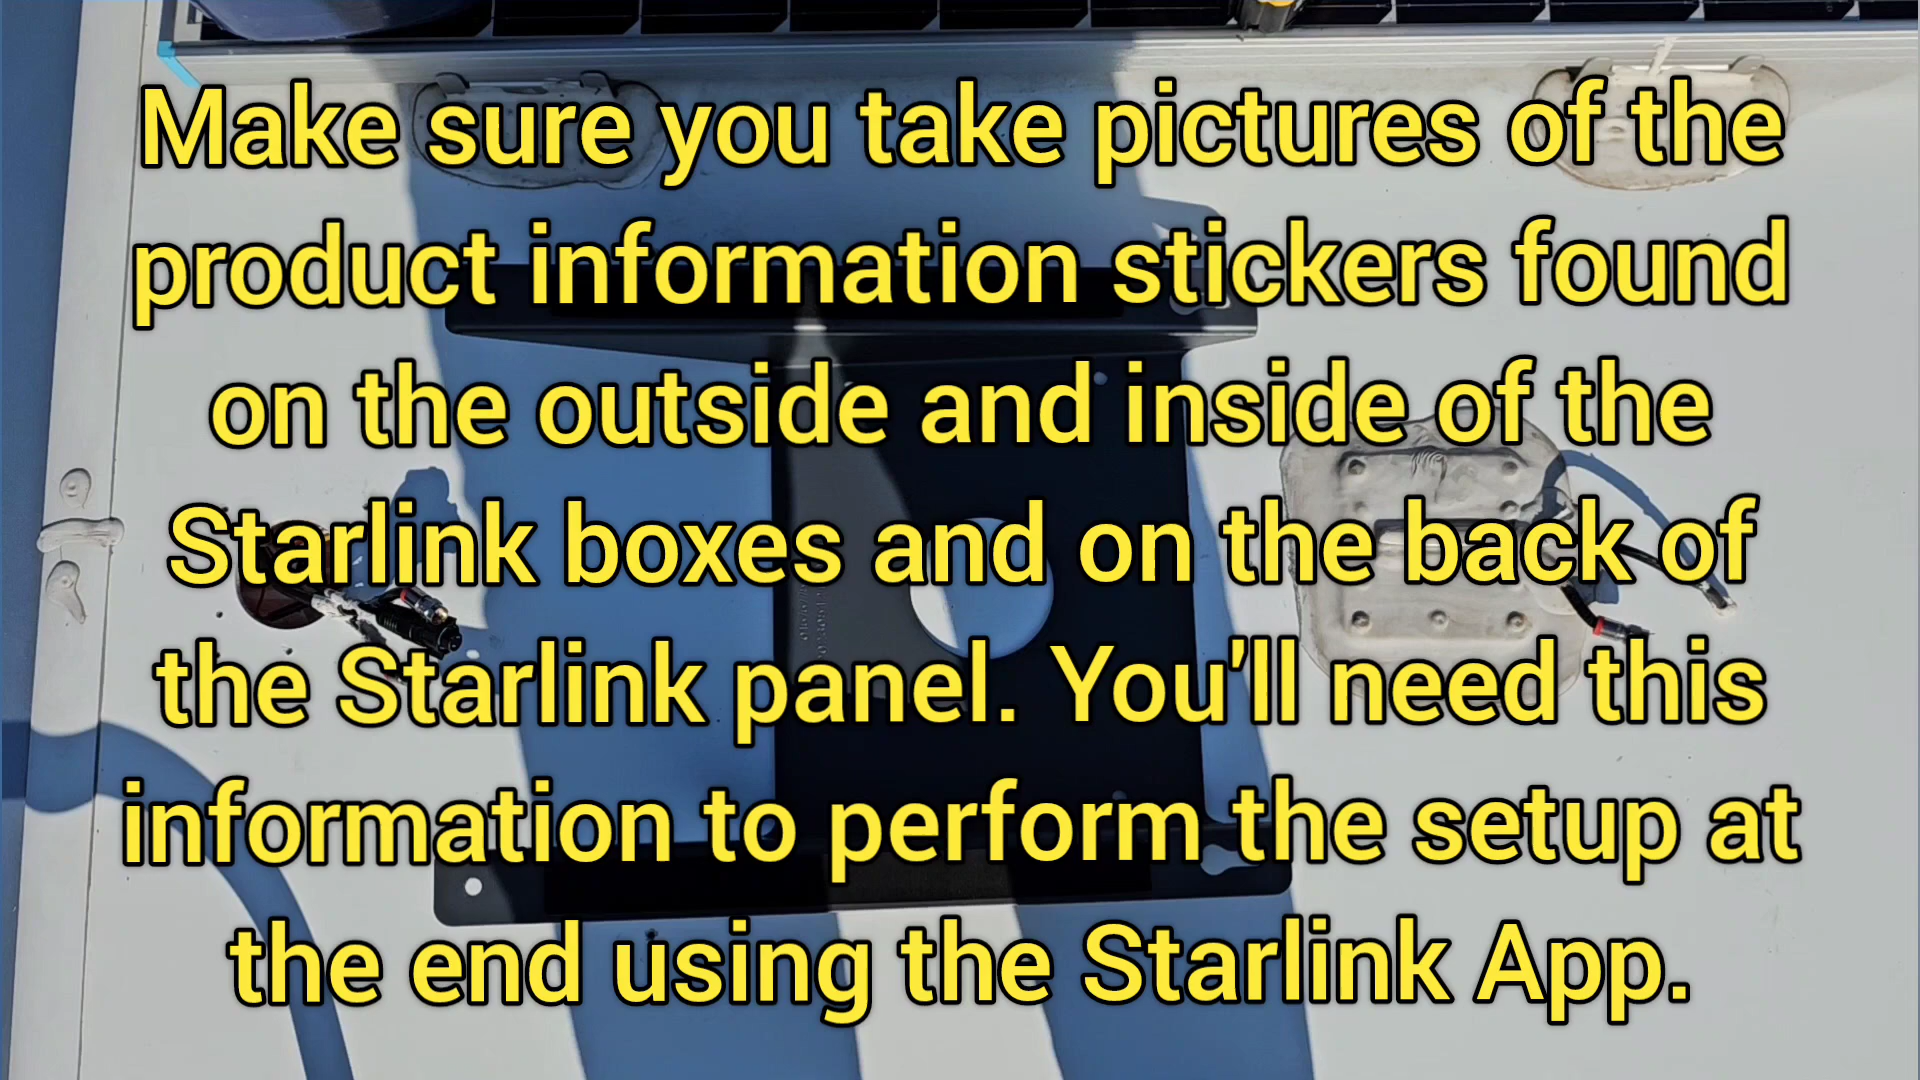 Make sure you take pictures of the
product information stickers found
on the outside and inside of the
Starlink boxes and on the back of
the Starlink panel. You'll need this
information to perform the setup at
the end using the Starlink App.